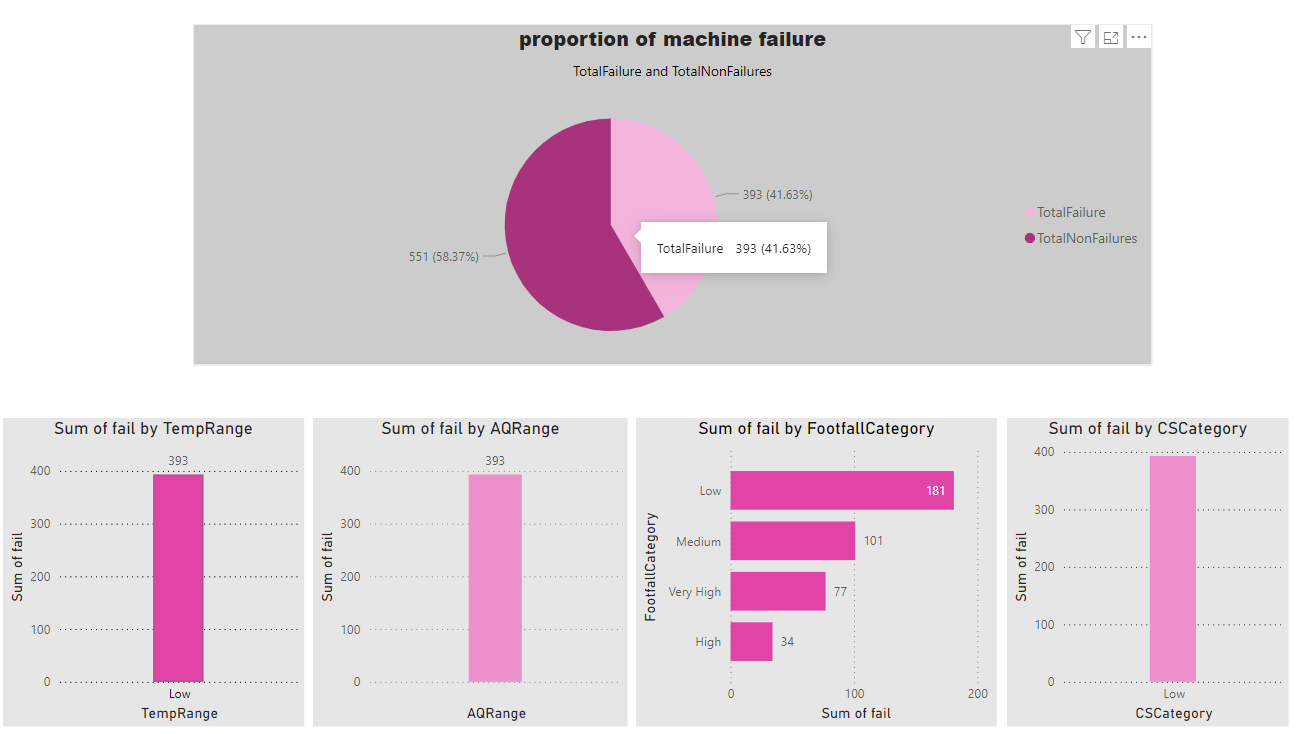 proportion of machine failure
TotalFailure and TotalNonFailures
393 (41.63%)
551 (58.37%)
TotalFailure 393 (41.63%)
TotalFailure
TotalNonFailures
Sum of fail by TempRange
Sum of fail
400
300
200
100
0
393
Low
TempRange
Sum of fail by AQRange
Sum of fail
400
300
200
100
0
393
AQRange
Sum of fail by FootfallCategory
FootfallCategory
Low 181
Medium 101
Very High 77
High 34
0 100 200
Sum of fail
Sum of fail by CSCategory
Sum of fail
400
300
200
100
0
Low
CSCategory